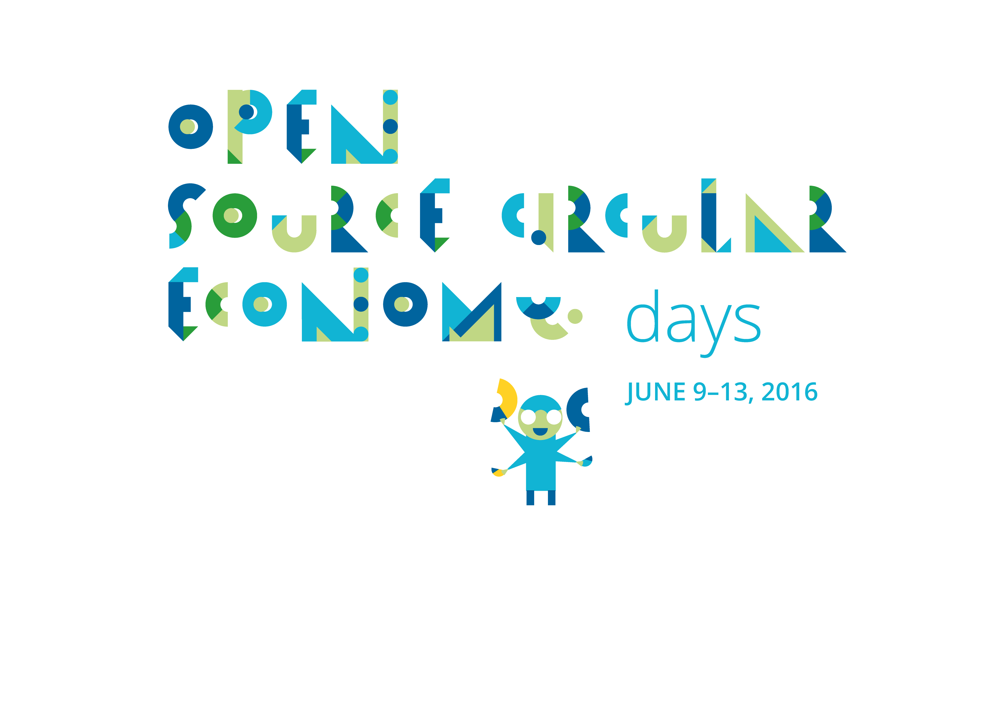 OPEN
SOURCE CIRCULAR
ECONOMY days
JUNE 9–13, 2016